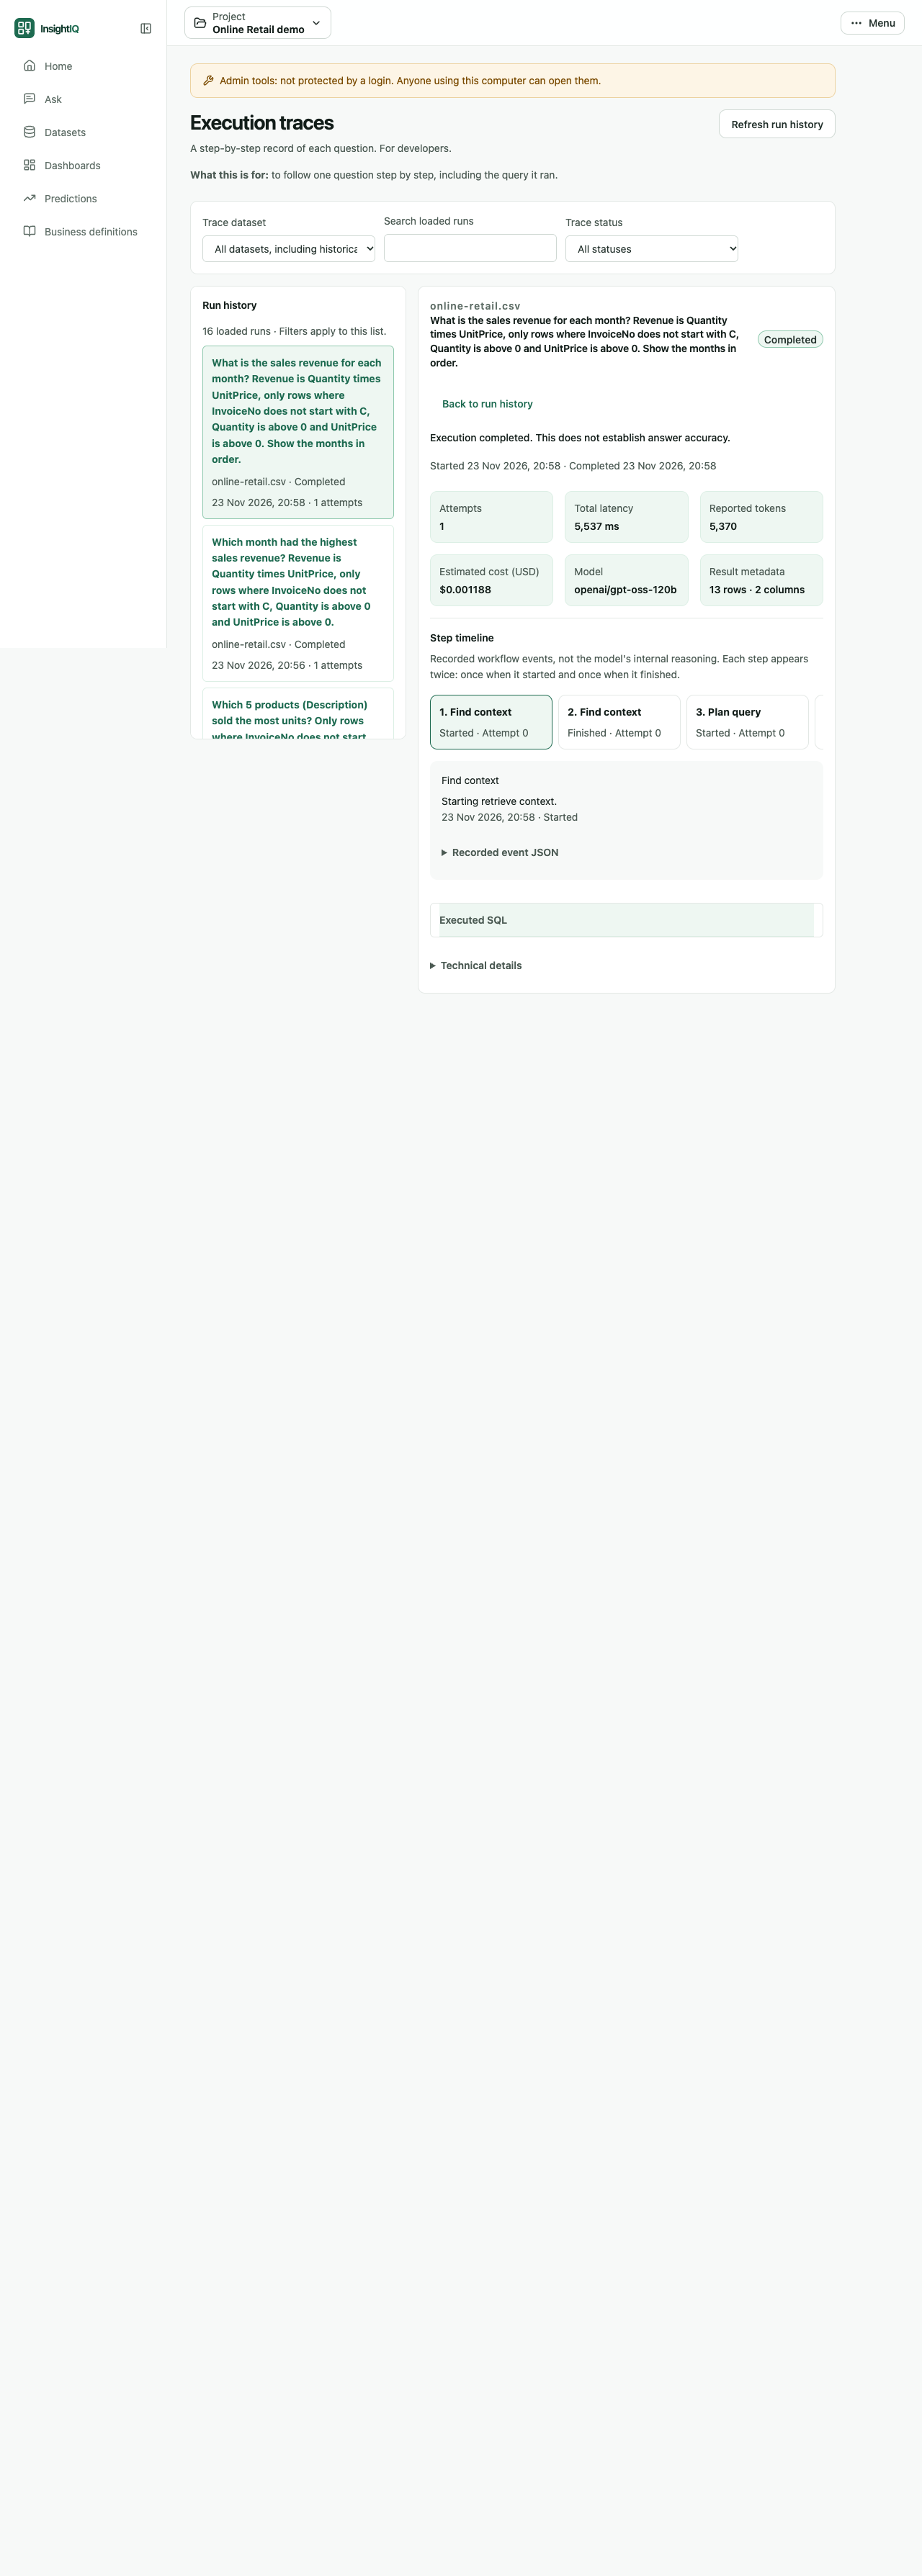 InsightIQ
Home
Ask
Datasets
Dashboards
Predictions
Business definitions
Project
Online Retail demo
Menu
Admin tools: not protected by a login. Anyone using this computer can open them.
Execution traces
Refresh run history
A step-by-step record of each question. For developers.
What this is for: to follow one question step by step, including the query it ran.
Trace dataset
All datasets, including historica
Search loaded runs
Trace status
All statuses
Run history
16 loaded runs · Filters apply to this list.
What is the sales revenue for each
month? Revenue is Quantity times
UnitPrice, only rows where
InvoiceNo does not start with C,
Quantity is above 0 and UnitPrice
is above 0. Show the months in
order.
online-retail.csv · Completed
23 Nov 2026, 20:58 · 1 attempts
Which month had the highest
sales revenue? Revenue is
Quantity times UnitPrice, only
rows where InvoiceNo does not
start with C, Quantity is above 0
and UnitPrice is above 0.
online-retail.csv · Completed
23 Nov 2026, 20:56 · 1 attempts
Which 5 products (Description)
sold the most units? Only rows
where InvoiceNo does not start
online-retail.csv
What is the sales revenue for each month? Revenue is Quantity
times UnitPrice, only rows where InvoiceNo does not start with C,
Quantity is above 0 and UnitPrice is above 0. Show the months in
order.
Completed
Back to run history
Execution completed. This does not establish answer accuracy.
Started 23 Nov 2026, 20:58 · Completed 23 Nov 2026, 20:58
Attempts
1
Total latency
5,537 ms
Reported tokens
5,370
Estimated cost (USD)
$0.001188
Model
openai/gpt-oss-120b
Result metadata
13 rows · 2 columns
Step timeline
Recorded workflow events, not the model's internal reasoning. Each step appears
twice: once when it started and once when it finished.
1. Find context
Started · Attempt 0
2. Find context
Finished · Attempt 0
3. Plan query
Started · Attempt 0
Find context
Starting retrieve context.
23 Nov 2026, 20:58 · Started
Recorded event JSON
Executed SQL
Technical details